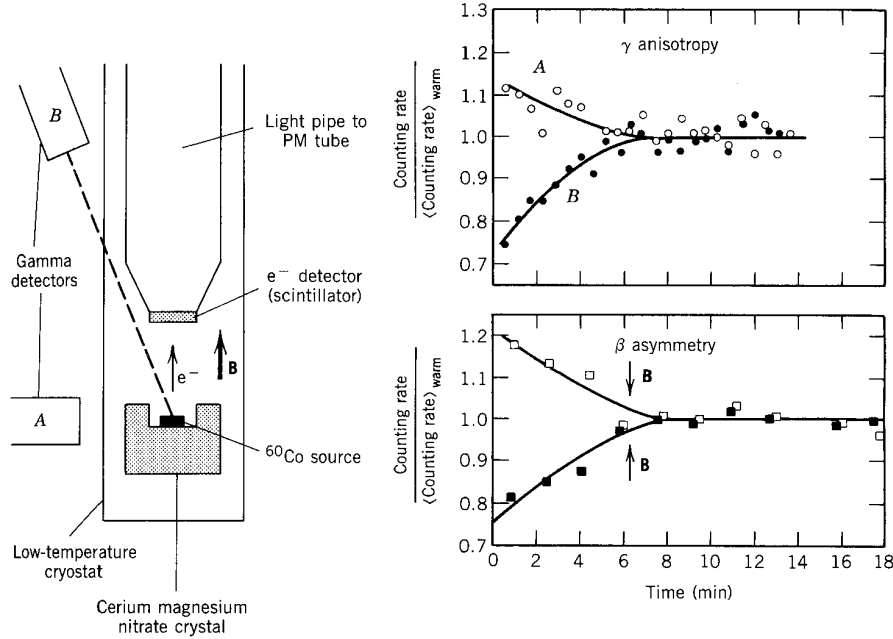 B
Light pipe to
PM tube
Gamma
detectors
e⁻ detector
(scintillator)
B
e⁻
A
⁶⁰Co source
Low-temperature
cryostat
Cerium magnesium
nitrate crystal
Counting rate
⟨Counting rate⟩ warm
1.3
1.2
1.1
1.0
0.9
0.8
0.7
γ anisotropy
A
B
Counting rate
⟨Counting rate⟩ warm
1.2
1.1
1.0
0.9
0.8
0.7
β asymmetry
B
B
0 2 4 6 8 10 12 14 16 18
Time (min)